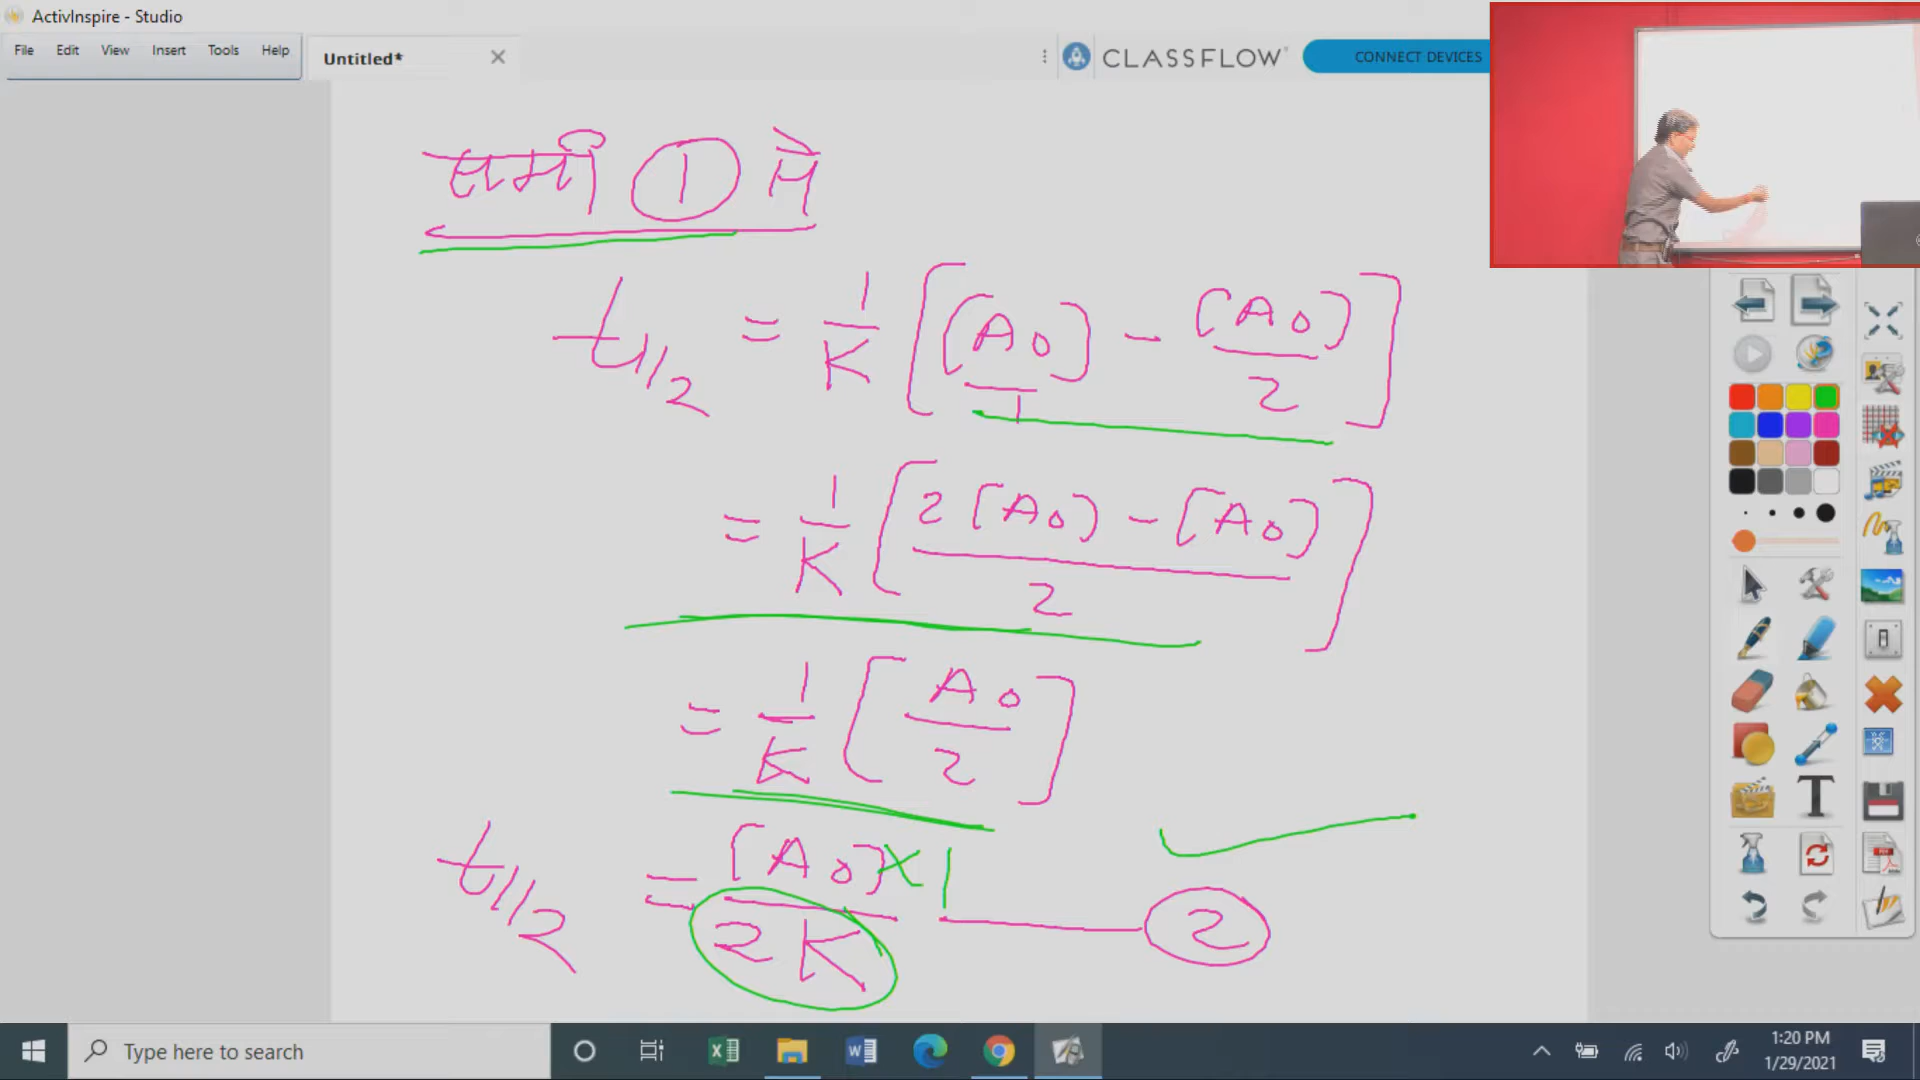 ActivInspire - Studio
File Edit View Insert Tools Help
Untitled*
CLASSFLOW
CONNECT DEVICES
समी० ① से
t1/2 = 1/K [ [A0]/1 - [A0]/2 ]
= 1/K [ 2[A0] - [A0] / 2 ]
= 1/K [ A0/2 ]
t1/2 = [A0]×1 / 2K — ②
Type here to search
1:20 PM
1/29/2021